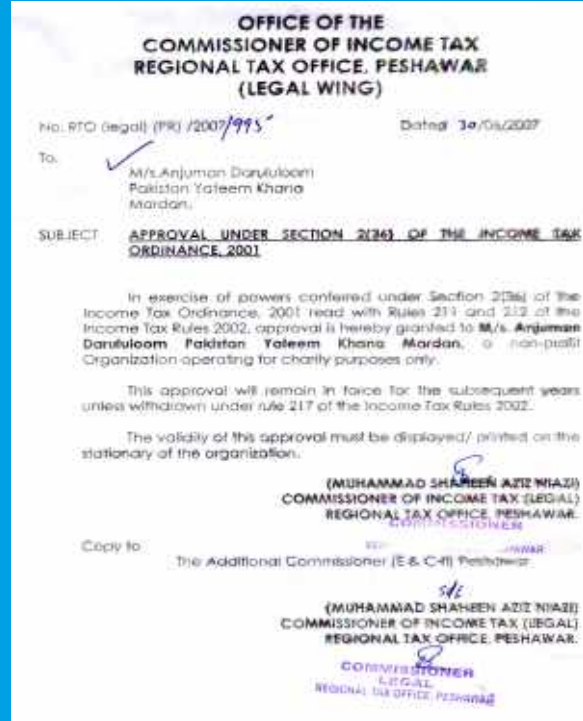 OFFICE OF THE
COMMISSIONER OF INCOME TAX
REGIONAL TAX OFFICE, PESHAWAR
(LEGAL WING)
No. RTO (legal) (PR) /2007/995 Dated 30/06/2007
To,
M/s.Anjuman Darululoom
Pakistan Yateem Khana
Mardan.
SUBJECT APPROVAL UNDER SECTION 2(36) OF THE INCOME TAX
ORDINANCE, 2001
In exercise of powers conferred under Section 2(36) of the
Income Tax Ordinance, 2001 read with Rules 211 and 212 of the
Income Tax Rules 2002, approval is hereby granted to M/s. Anjuman
Darululoom Pakistan Yateem Khana Mardan, a non-profit
Organization operating for charity purposes only.
This approval will remain in force for the subsequent years
unless withdrawn under rule 217 of the Income Tax Rules 2002.
The validity of this approval must be displayed/ printed on the
stationary of the organization.
(MUHAMMAD SHAHEEN AZIZ NIAZI)
COMMISSIONER OF INCOME TAX (LEGAL)
REGIONAL TAX OFFICE, PESHAWAR.
COMMISSIONER
PESHAWAR
Copy to
The Additional Commissioner (E & C-II) Peshawar
(MUHAMMAD SHAHEEN AZIZ NIAZI)
COMMISSIONER OF INCOME TAX (LEGAL)
REGIONAL TAX OFFICE, PESHAWAR.
COMMISSIONER
LEGAL
REGIONAL TAX OFFICE, PESHAWAR